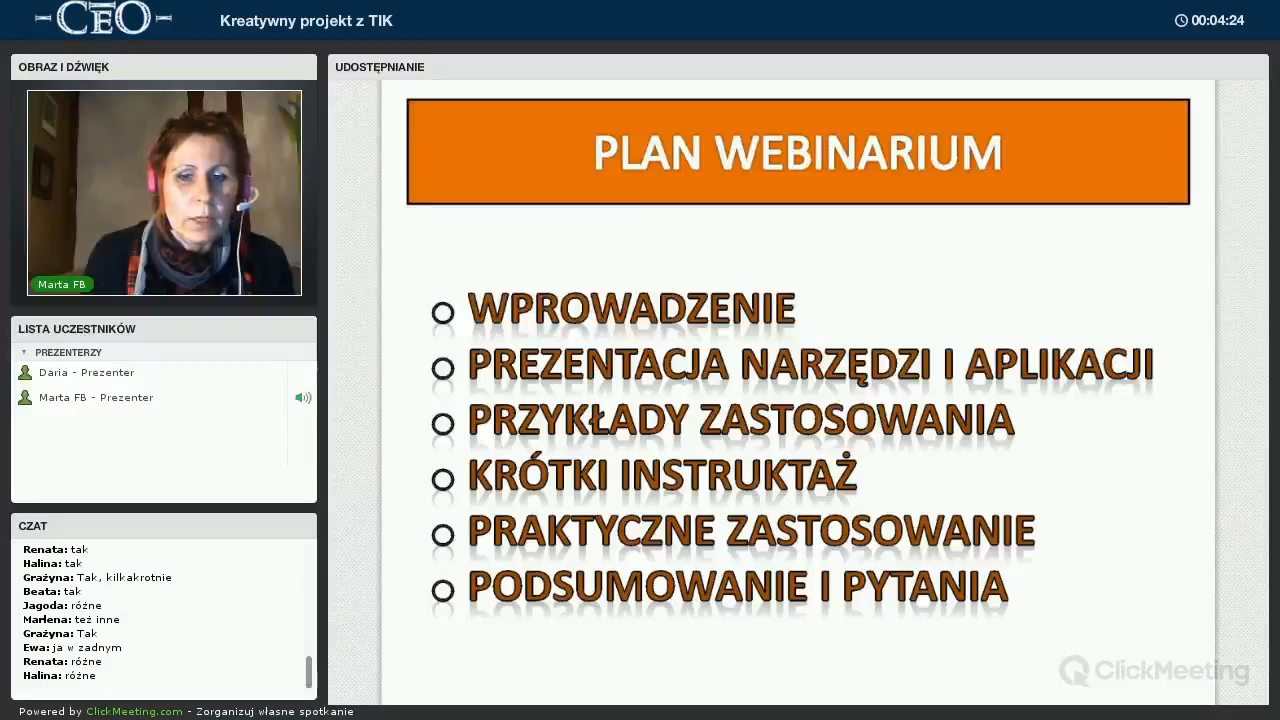 CEO
Kreatywny projekt z TIK
00:04:24
OBRAZ I DŹWIĘK
Marta FB
LISTA UCZESTNIKÓW
PREZENTERZY
Daria - Prezenter
Marta FB - Prezenter
CZAT
Renata: tak
Halina: tak
Grażyna: Tak, kilkakrotnie
Beata: tak
Jagoda: różne
Marlena: też inne
Grażyna: Tak
Ewa: ja w żadnym
Renata: różne
Halina: różne
UDOSTĘPNIANIE
PLAN WEBINARIUM
WPROWADZENIE
PREZENTACJA NARZĘDZI I APLIKACJI
PRZYKŁADY ZASTOSOWANIA
KRÓTKI INSTRUKTAŻ
PRAKTYCZNE ZASTOSOWANIE
PODSUMOWANIE I PYTANIA
ClickMeeting
Powered by ClickMeeting.com - Zorganizuj własne spotkanie